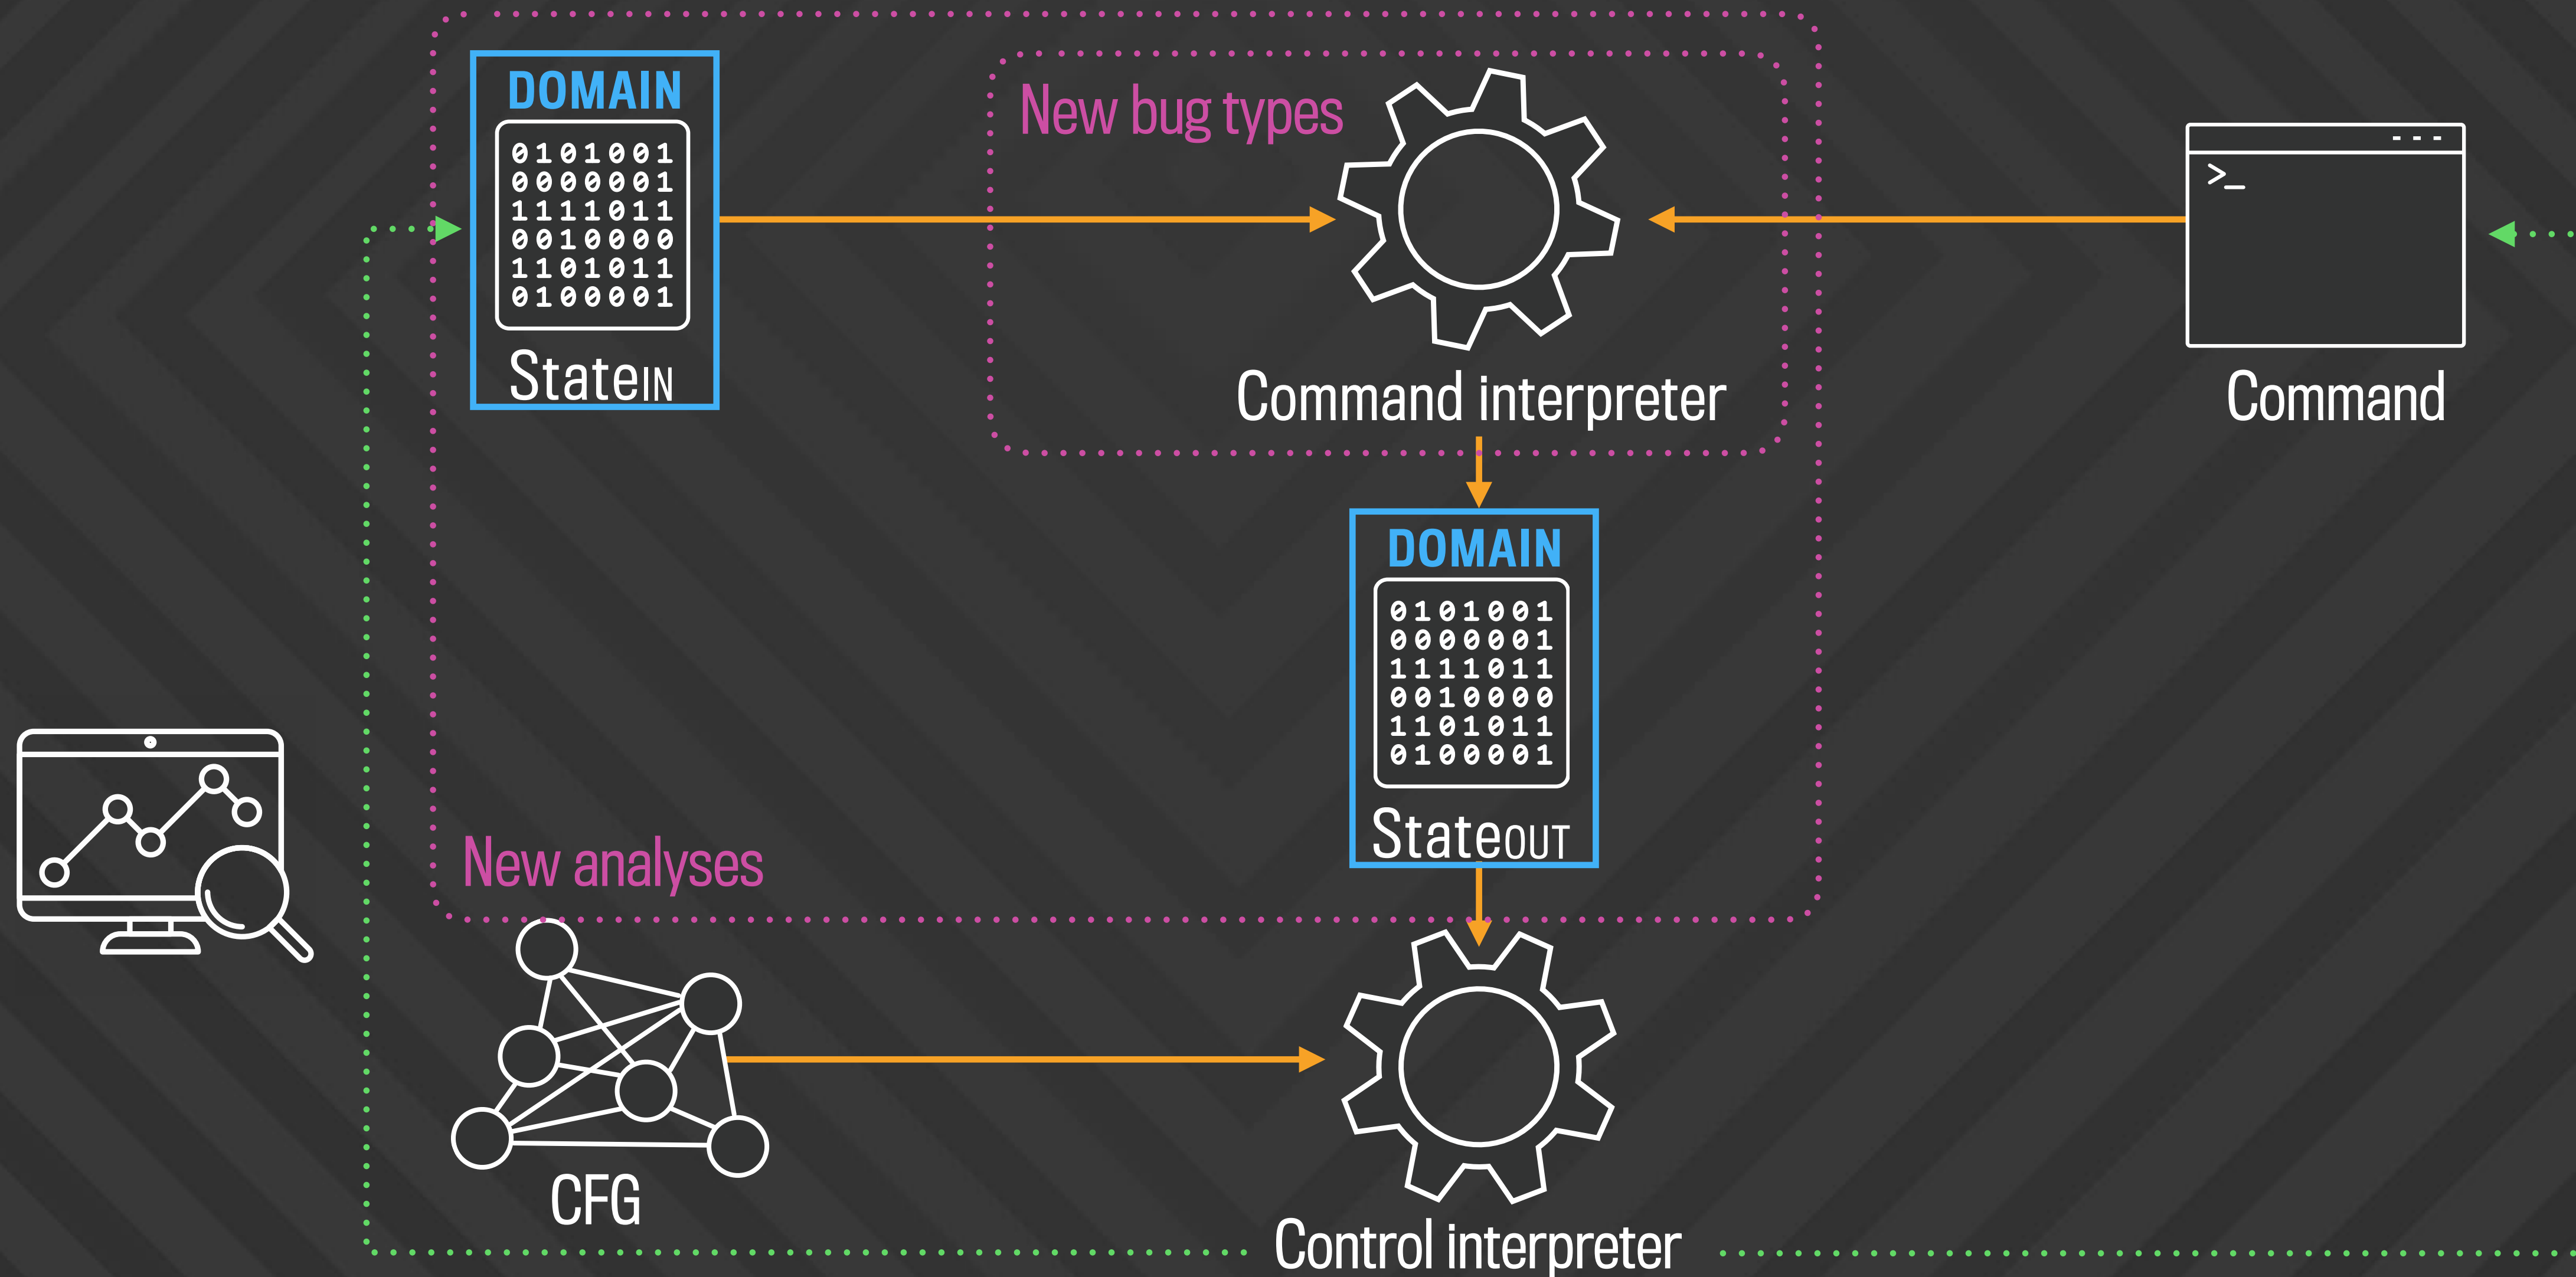 DOMAIN
0101001
0000001
1111011
0010000
1101011
0100001
StateIN
New bug types
Command interpreter
>_
Command
DOMAIN
0101001
0000001
1111011
0010000
1101011
0100001
StateOUT
New analyses
CFG
Control interpreter